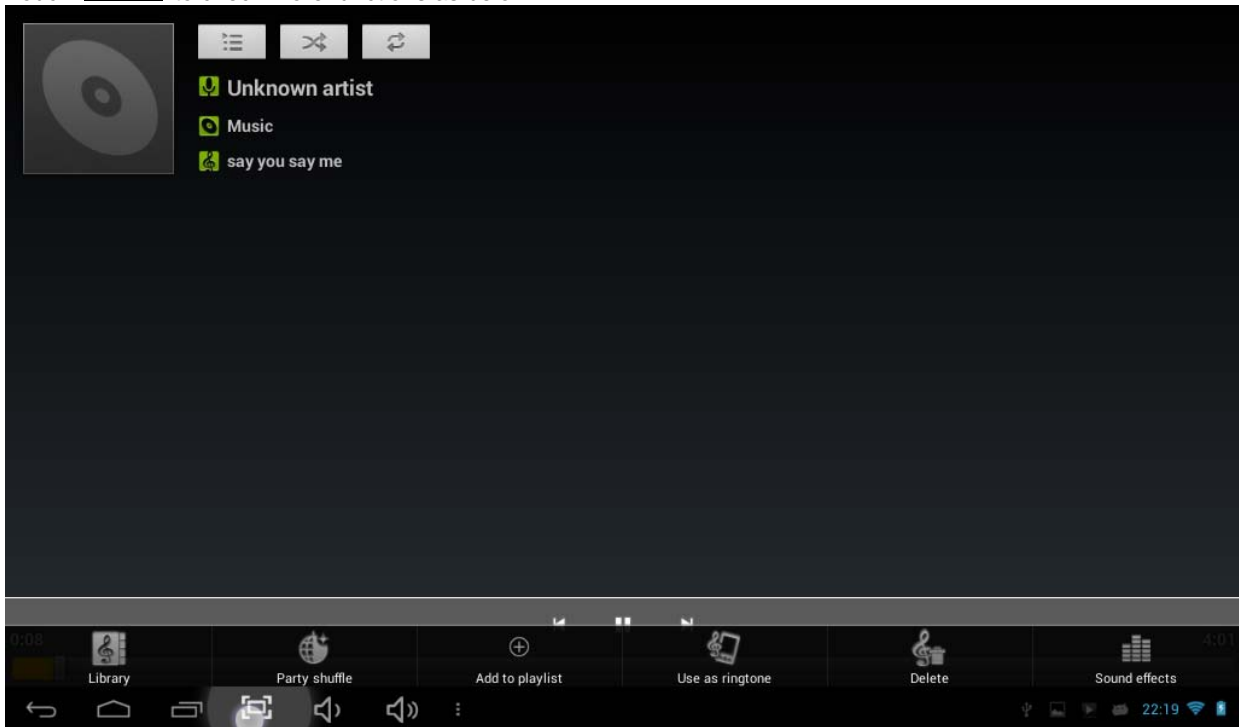 Unknown artist
Music
say you say me
0:08
4:01
Library
Party shuffle
Add to playlist
Use as ringtone
Delete
Sound effects
22:19